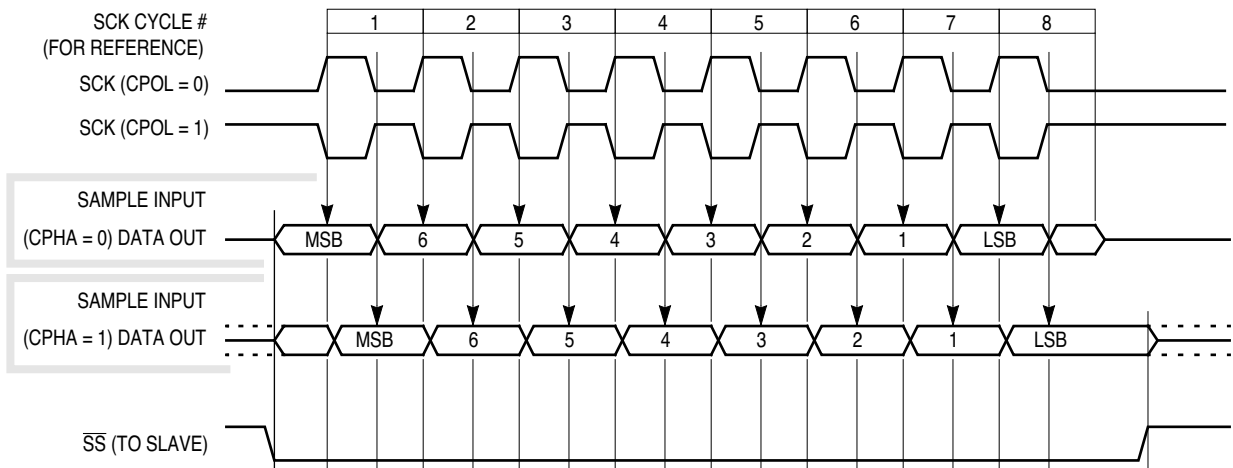 SCK CYCLE #
(FOR REFERENCE)
1 2 3 4 5 6 7 8
SCK (CPOL = 0)
SCK (CPOL = 1)
SAMPLE INPUT
(CPHA = 0) DATA OUT
MSB 6 5 4 3 2 1 LSB
SAMPLE INPUT
(CPHA = 1) DATA OUT
MSB 6 5 4 3 2 1 LSB
SS (TO SLAVE)